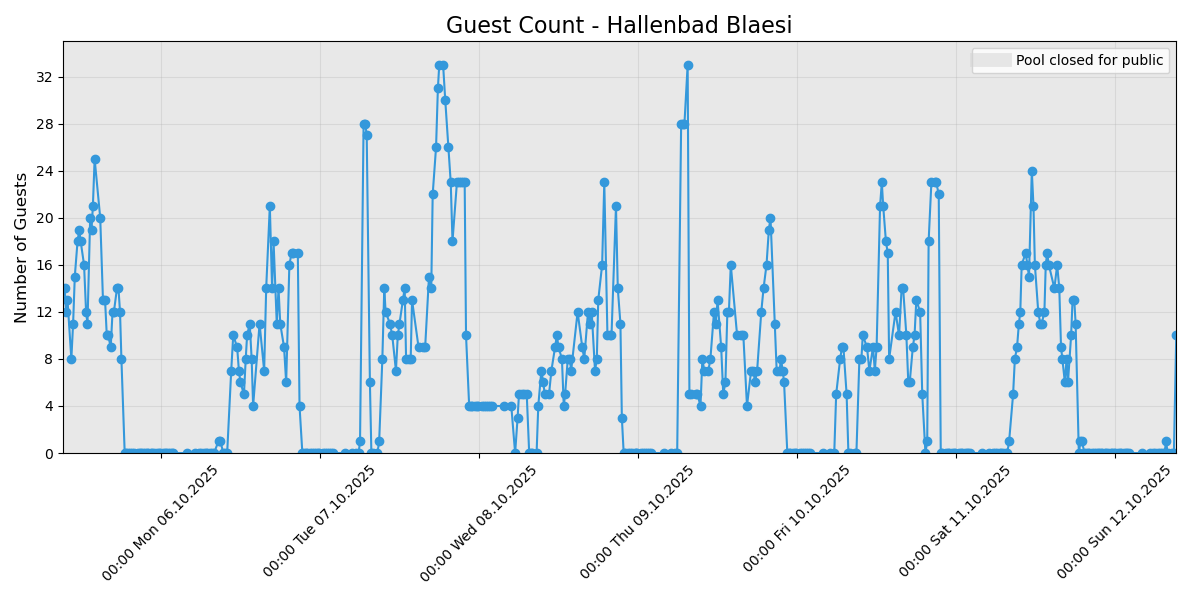 Guest Count - Hallenbad Blaesi
Pool closed for public
Number of Guests
32
28
24
20
16
12
8
4
0
00:00 Mon 06.10.2025
00:00 Tue 07.10.2025
00:00 Wed 08.10.2025
00:00 Thu 09.10.2025
00:00 Fri 10.10.2025
00:00 Sat 11.10.2025
00:00 Sun 12.10.2025